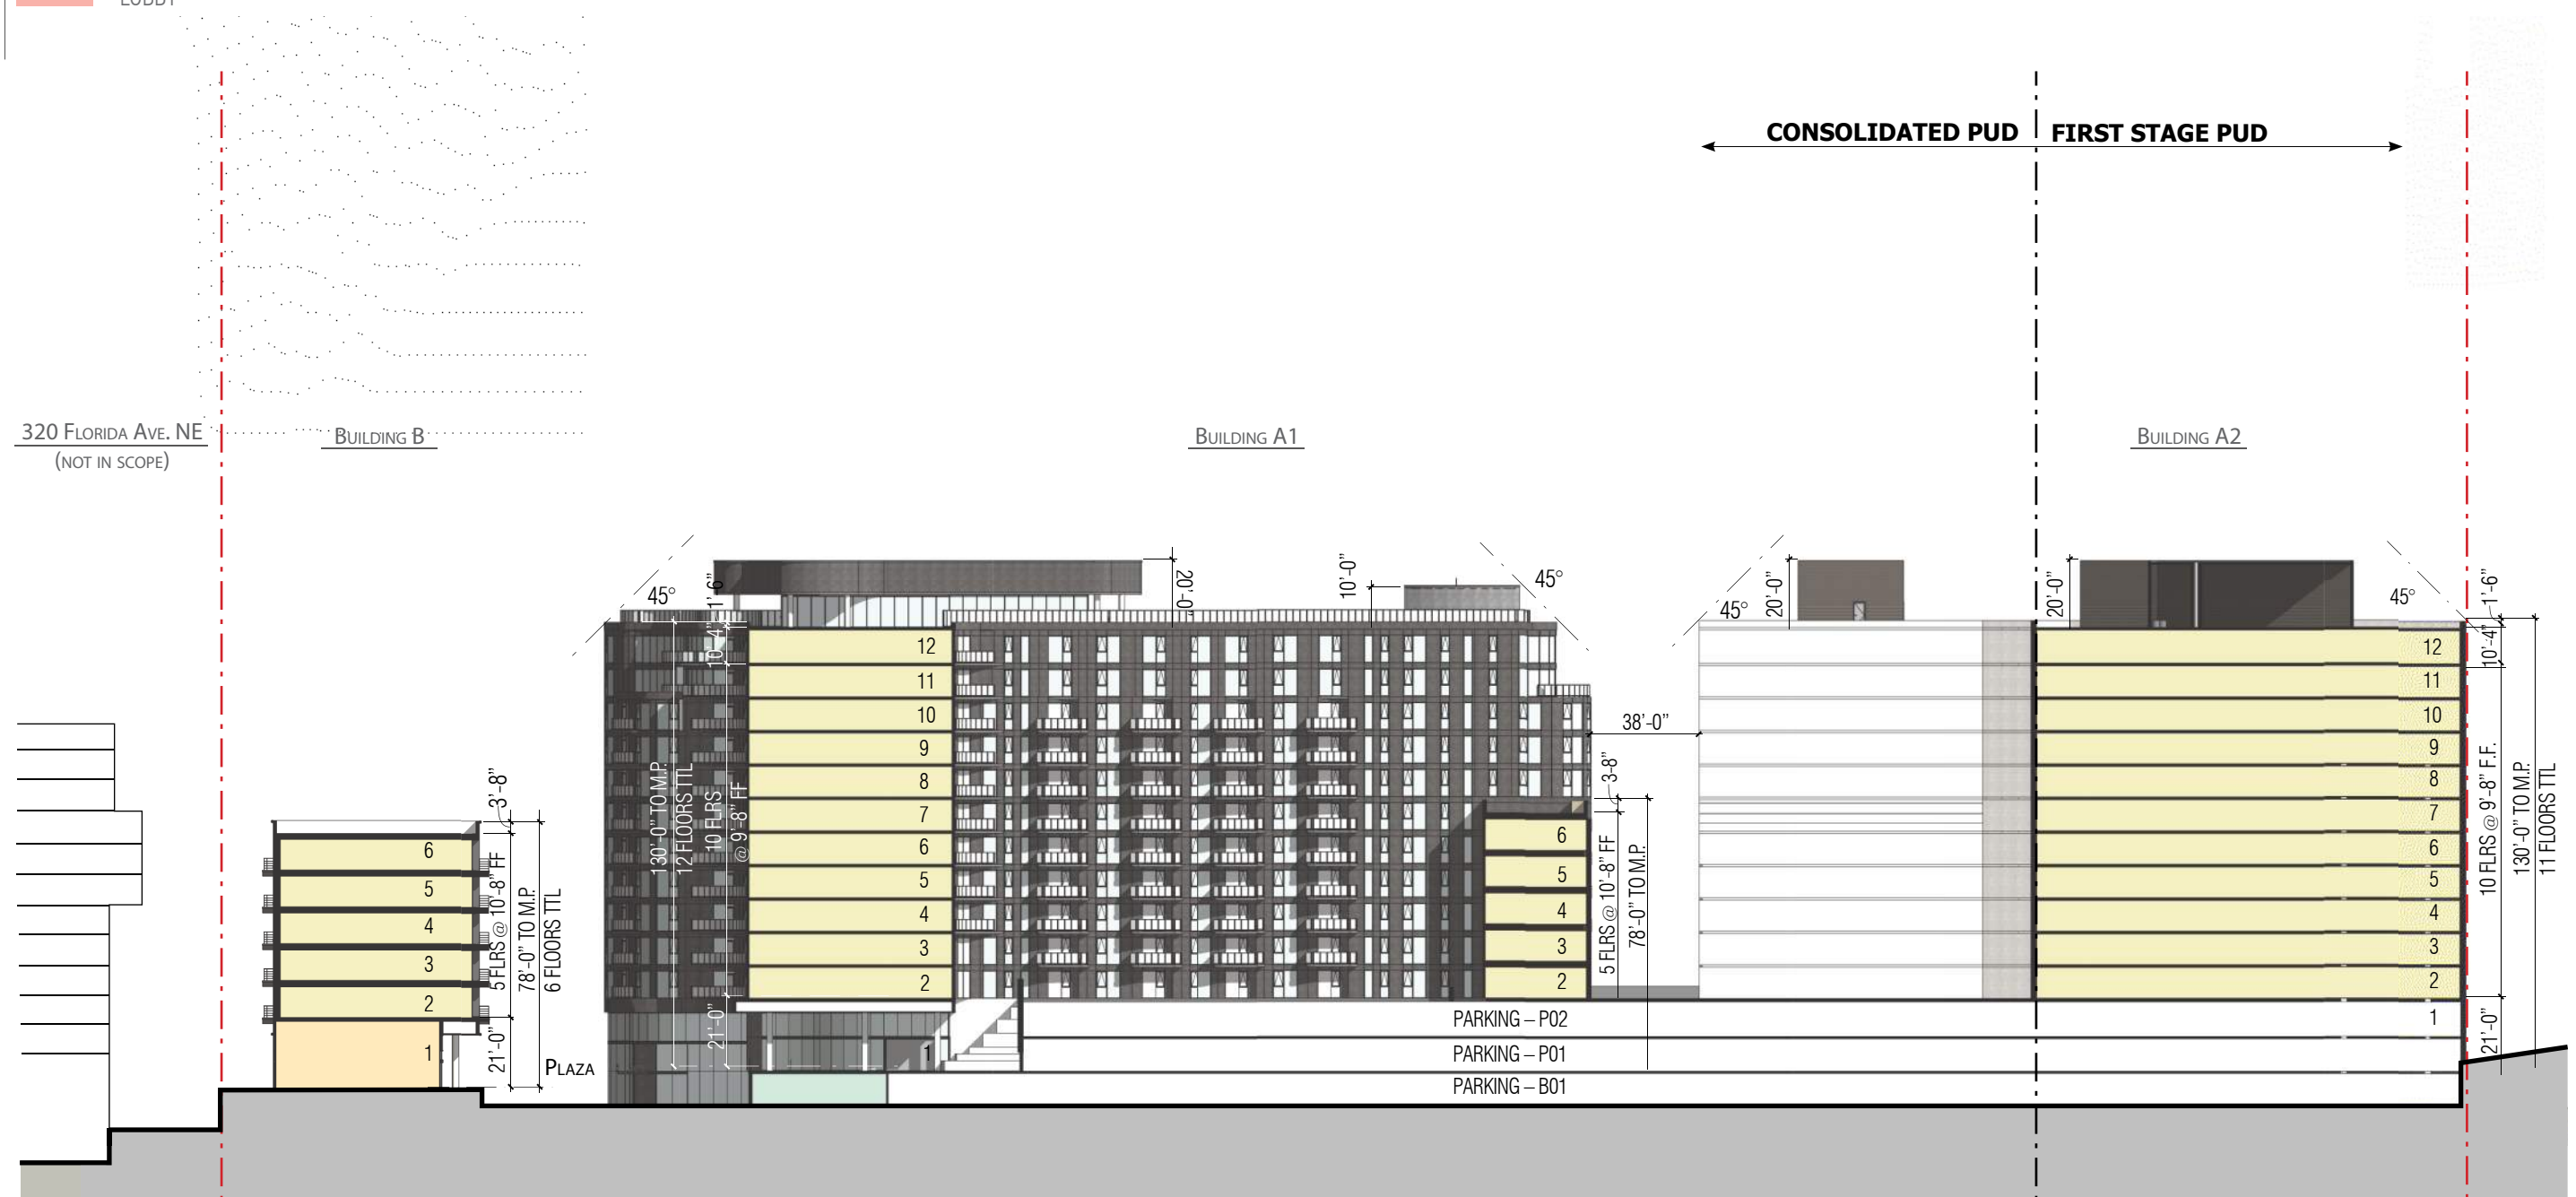 LOBBY
CONSOLIDATED PUD
FIRST STAGE PUD
320 FLORIDA AVE. NE
(NOT IN SCOPE)
BUILDING B
BUILDING A1
BUILDING A2
45°
1'-6"
20'-0"
10'-0"
45°
45°
20'-0"
20'-0"
45°
1'-6"
10'-4"
10'-4"
12
11
10
9
8
7
6
5
4
3
2
1
130'-0" TO M.P.
12 FLOORS TTL
10 FLRS
@ 9'-8" FF
21'-0"
38'-0"
3-8"
5 FLRS @ 10'-8" FF
78'-0" TO M.P.
6
5
4
3
2
12
11
10
9
8
7
6
5
4
3
2
1
10 FLRS @ 9'-8" F.F.
130'-0" TO M.P.
11 FLOORS TTL
21'-0"
3'-8"
6
5
4
3
2
1
5 FLRS @ 10'-8" FF
78'-0" TO M.P.
6 FLOORS TTL
21'-0"
PLAZA
PARKING – P02
PARKING – P01
PARKING – B01